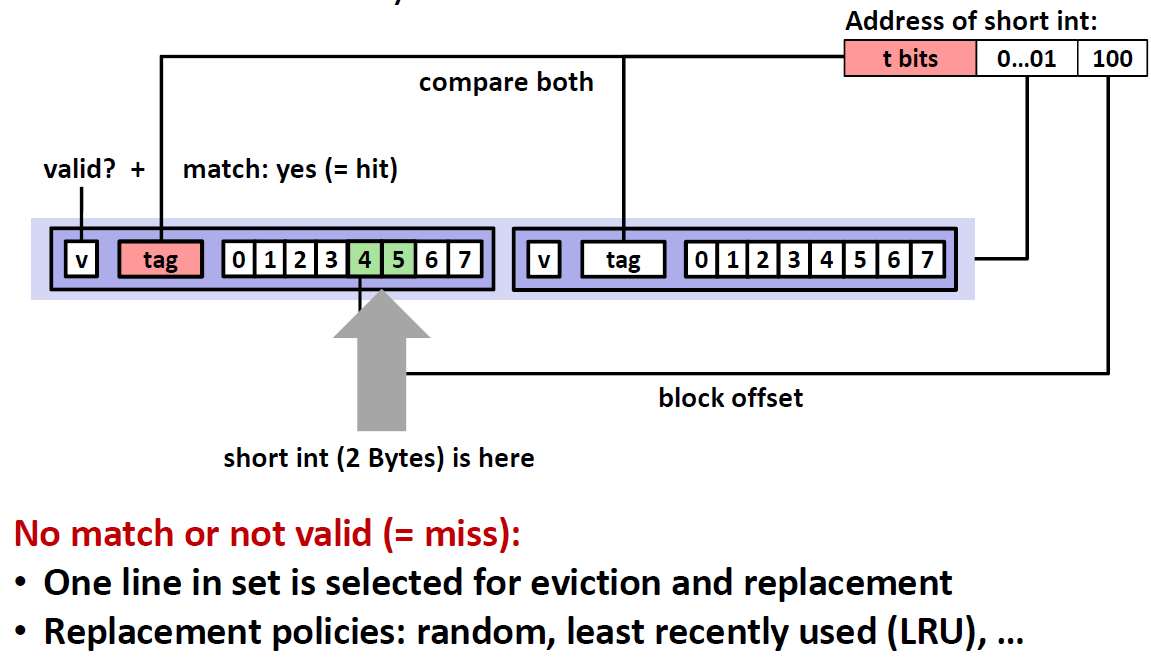 Address of short int:
t bits 0...01 100
compare both
valid? + match: yes (= hit)
v tag 0 1 2 3 4 5 6 7 v tag 0 1 2 3 4 5 6 7
block offset
short int (2 Bytes) is here
No match or not valid (= miss):
• One line in set is selected for eviction and replacement
• Replacement policies: random, least recently used (LRU), ...